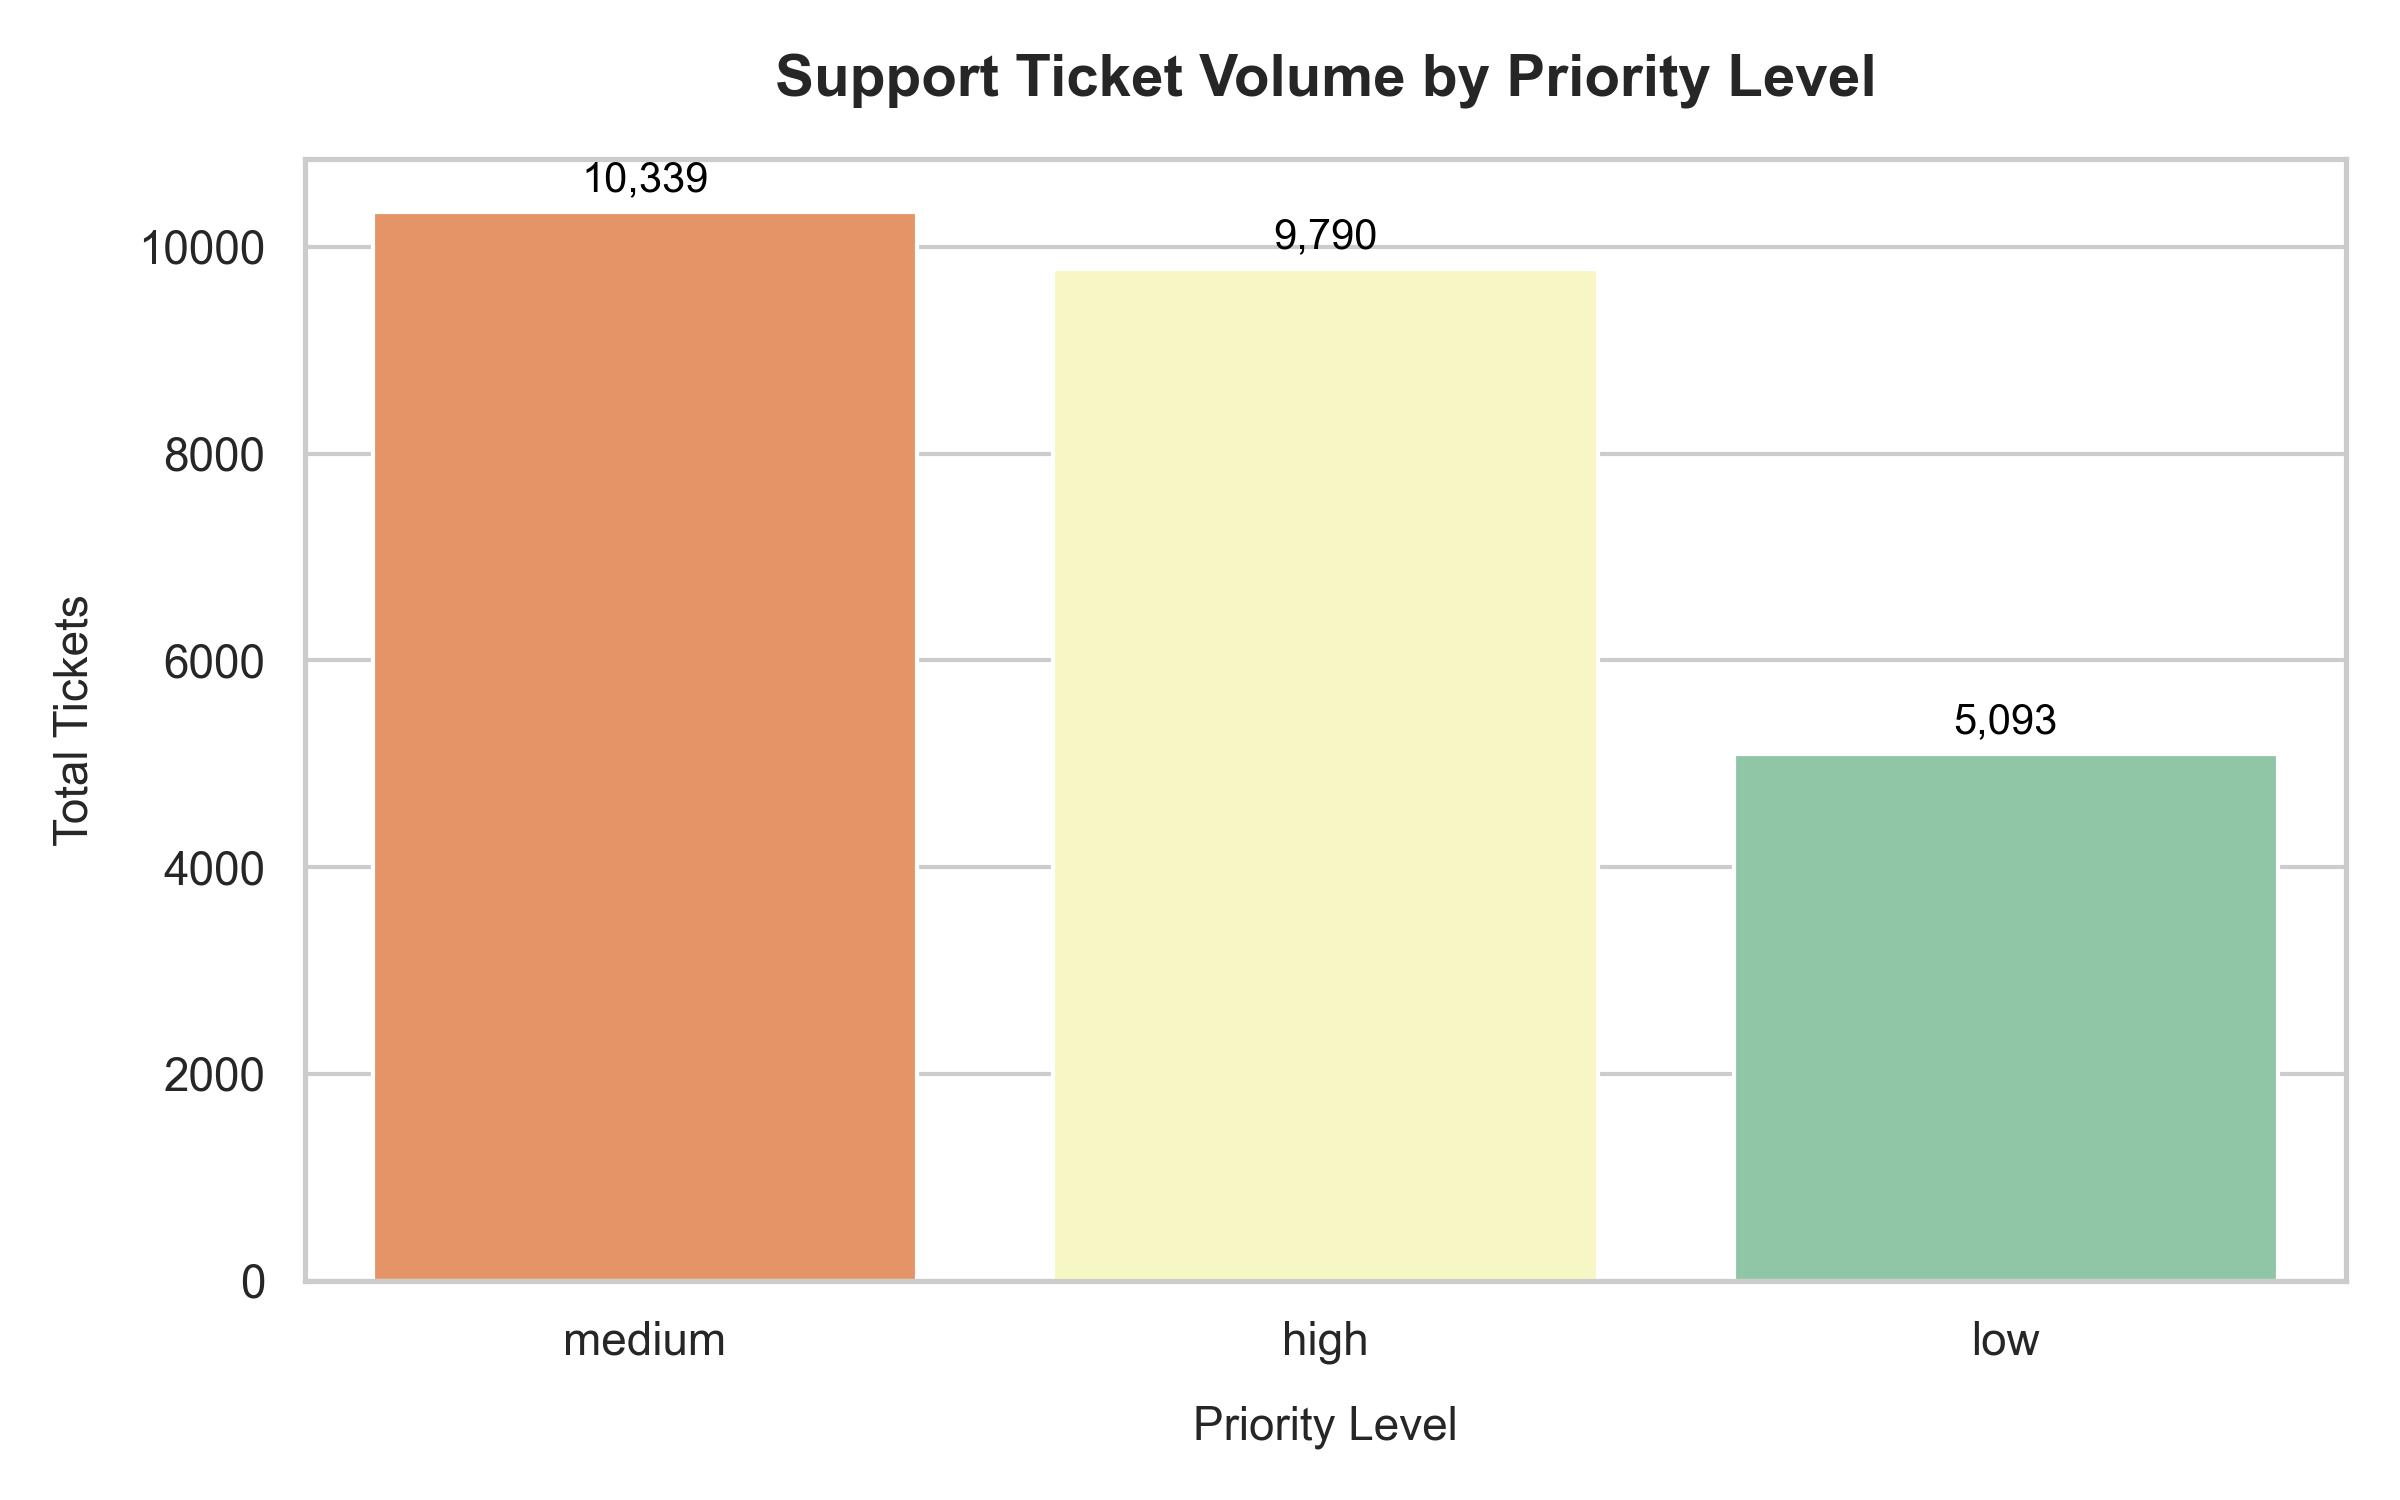 Support Ticket Volume by Priority Level
10,339
9,790
5,093
10000
8000
6000
4000
2000
0
Total Tickets
medium
high
low
Priority Level